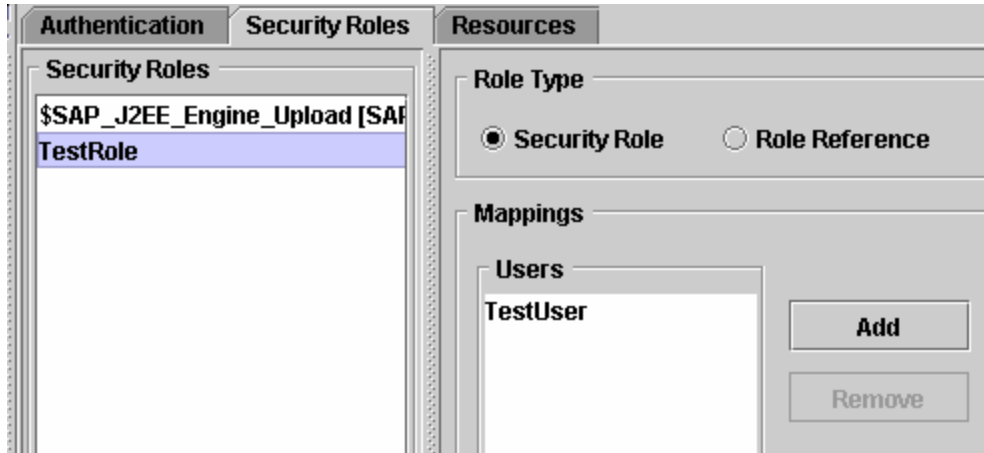 Authentication Security Roles Resources
Security Roles
$SAP_J2EE_Engine_Upload [SAP
TestRole
Role Type
Security Role Role Reference
Mappings
Users
TestUser
Add
Remove